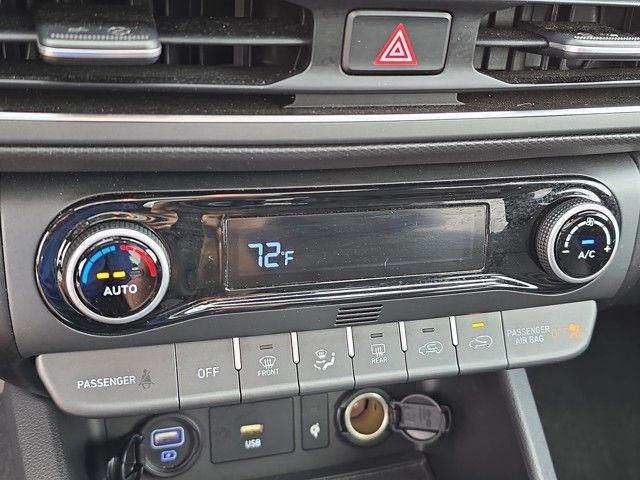 72°F
AUTO
A/C
PASSENGER
OFF
FRONT
REAR
PASSENGER
AIR BAG OFF
USB